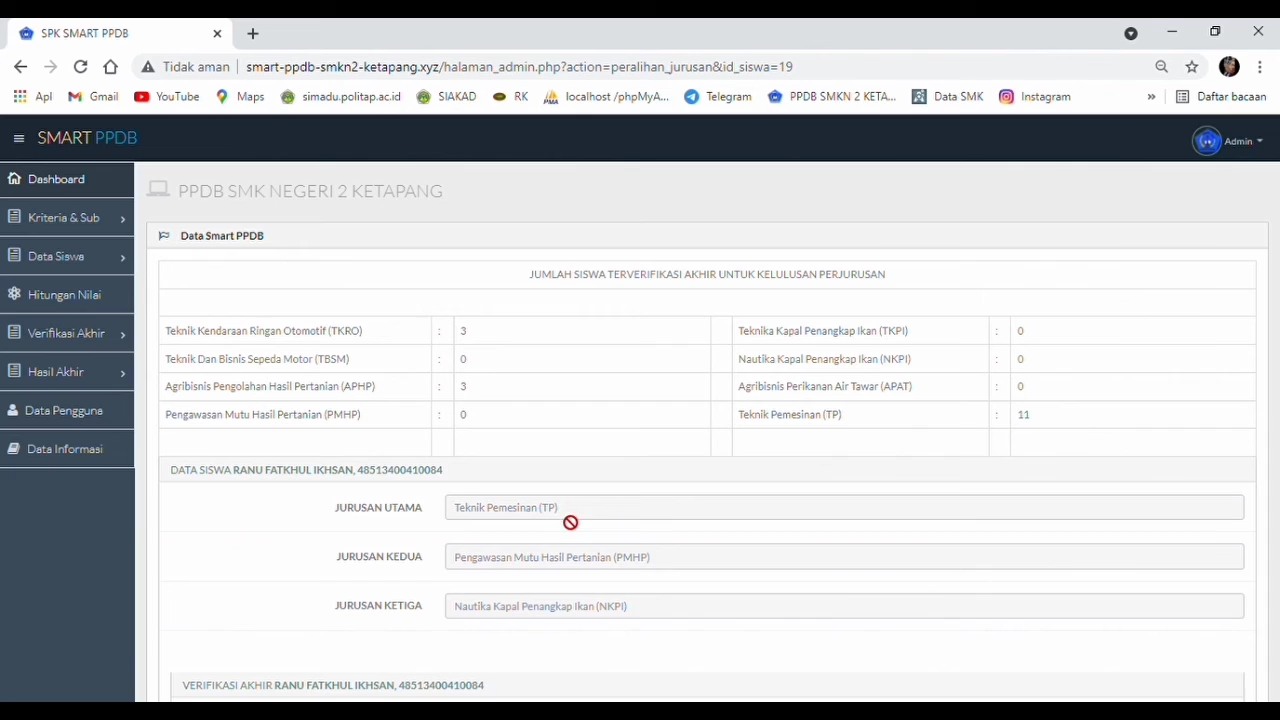 SPK SMART PPDB
Tidak aman
smart-ppdb-smkn2-ketapang.xyz/halaman_admin.php?action=peralihan_jurusan&id_siswa=19
Apl Gmail YouTube Maps simadu.politap.ac.id SIAKAD RK localhost /phpMyA... Telegram PPDB SMKN 2 KETA... Data SMK Instagram » Daftar bacaan
SMART PPDB
Admin
Dashboard
Kriteria & Sub
Data Siswa
Hitungan Nilai
Verifikasi Akhir
Hasil Akhir
Data Pengguna
Data Informasi
PPDB SMK NEGERI 2 KETAPANG
Data Smart PPDB
JUMLAH SISWA TERVERIFIKASI AKHIR UNTUK KELULUSAN PERJURUSAN
Teknik Kendaraan Ringan Otomotif (TKRO) : 3 Teknika Kapal Penangkap Ikan (TKPI) : 0
Teknik Dan Bisnis Sepeda Motor (TBSM) : 0 Nautika Kapal Penangkap Ikan (NKPI) : 0
Agribisnis Pengolahan Hasil Pertanian (APHP) : 3 Agribisnis Perikanan Air Tawar (APAT) : 0
Pengawasan Mutu Hasil Pertanian (PMHP) : 0 Teknik Pemesinan (TP) : 11
DATA SISWA RANU FATKHUL IKHSAN, 48513400410084
JURUSAN UTAMA Teknik Pemesinan (TP)
JURUSAN KEDUA Pengawasan Mutu Hasil Pertanian (PMHP)
JURUSAN KETIGA Nautika Kapal Penangkap Ikan (NKPI)
VERIFIKASI AKHIR RANU FATKHUL IKHSAN, 48513400410084